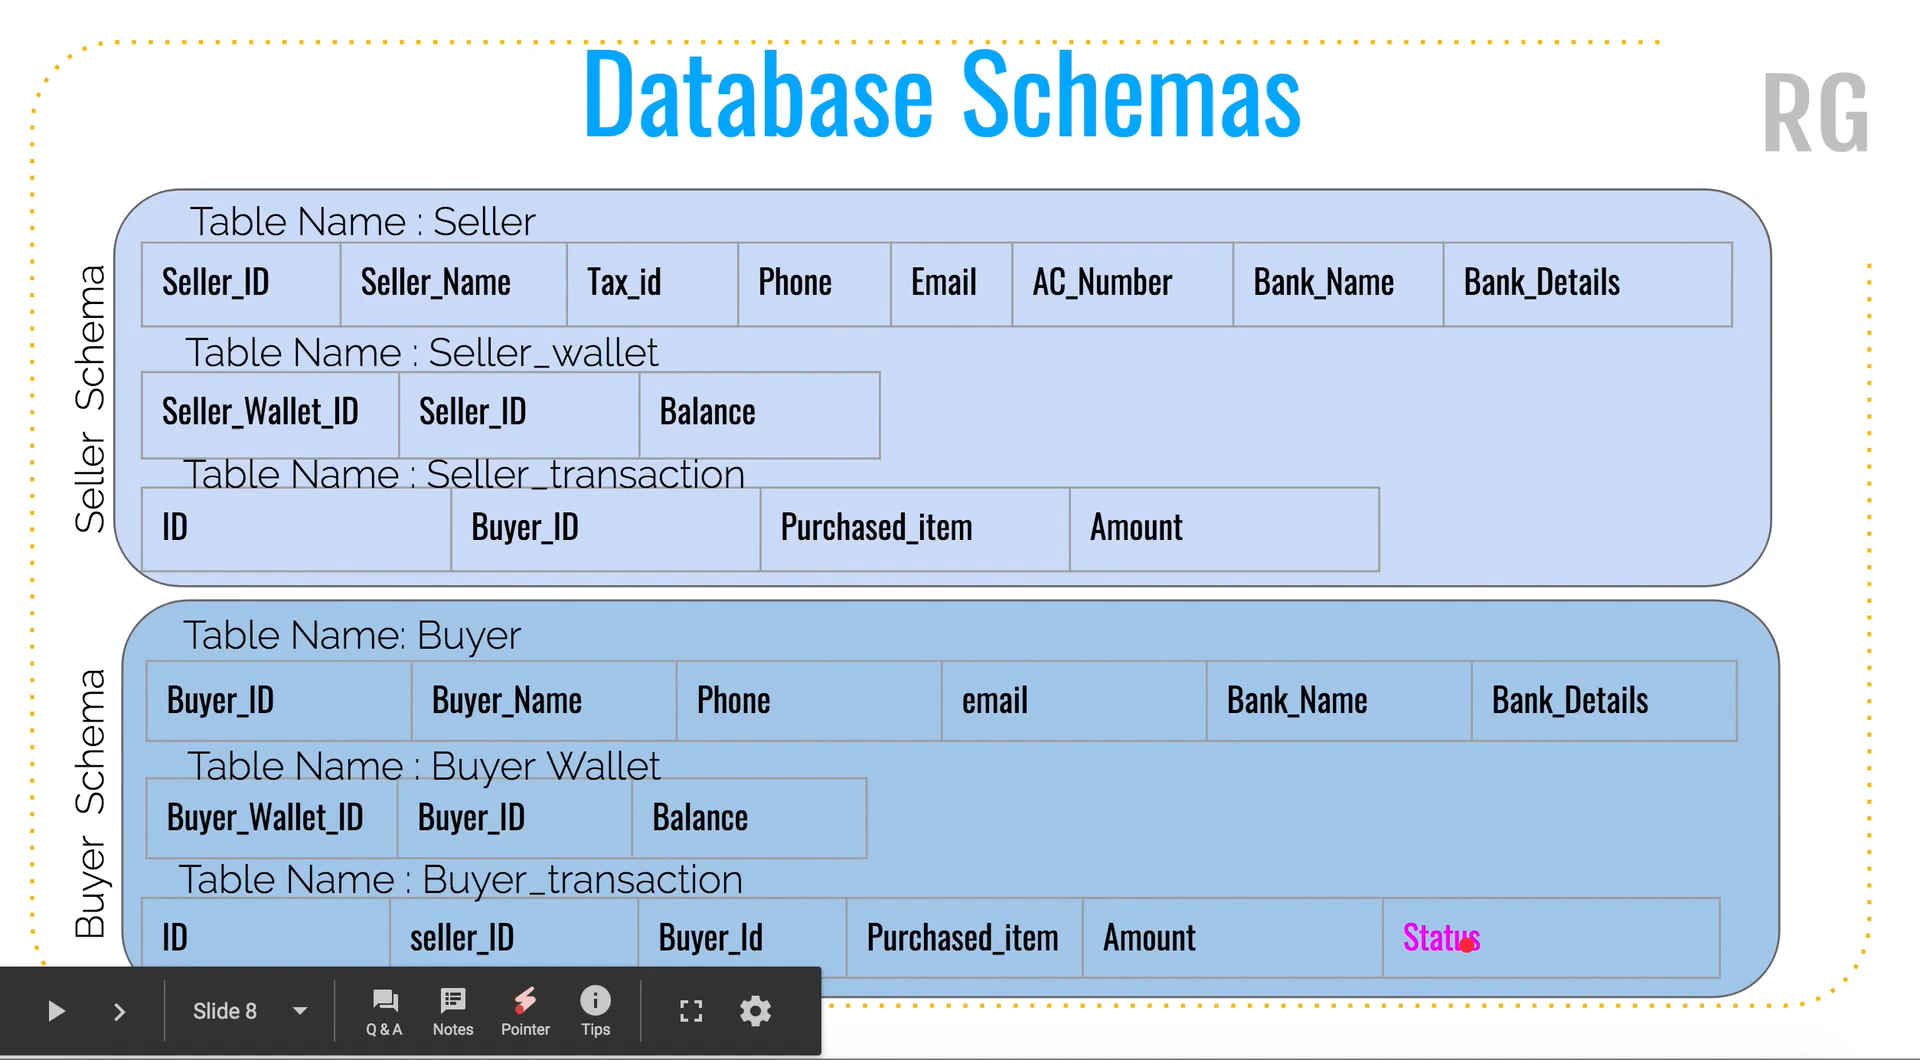 Database Schemas
RG
Seller Schema
Table Name : Seller
Seller_ID Seller_Name Tax_id Phone Email AC_Number Bank_Name Bank_Details
Table Name : Seller_wallet
Seller_Wallet_ID Seller_ID Balance
Table Name : Seller_transaction
ID Buyer_ID Purchased_item Amount
Buyer Schema
Table Name: Buyer
Buyer_ID Buyer_Name Phone email Bank_Name Bank_Details
Table Name : Buyer Wallet
Buyer_Wallet_ID Buyer_ID Balance
Table Name : Buyer_transaction
ID seller_ID Buyer_Id Purchased_item Amount Status
Slide 8
Q & A Notes Pointer Tips